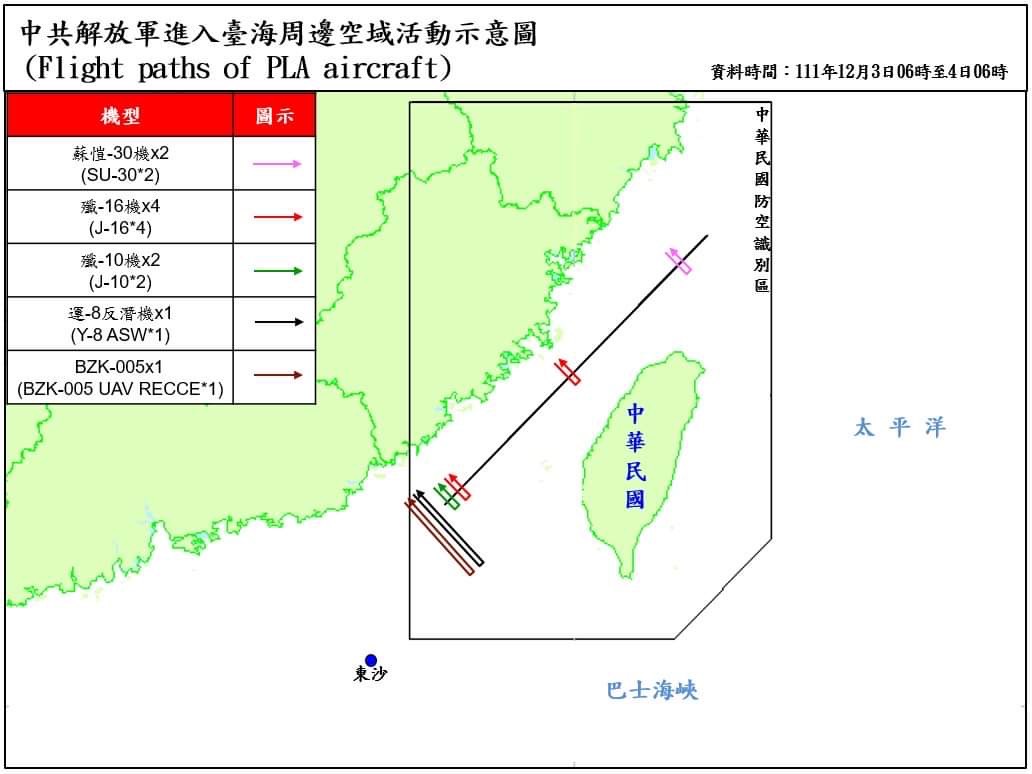 中共解放軍進入臺海周邊空域活動示意圖
(Flight paths of PLA aircraft)
資料時間：111年12月3日06時至4日06時
機型 圖示
蘇愷-30機x2
(SU-30*2)
殲-16機x4
(J-16*4)
殲-10機x2
(J-10*2)
運-8反潛機x1
(Y-8 ASW*1)
BZK-005x1
(BZK-005 UAV RECCE*1)
中華民國防空識別區
中華民國
太平洋
東沙
巴士海峽